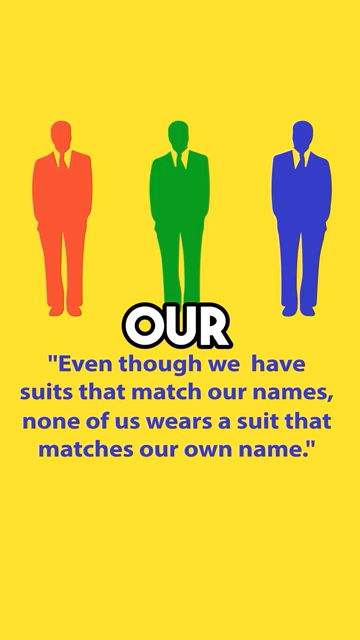 OUR
"Even though we have
suits that match our names,
none of us wears a suit that
matches our own name."